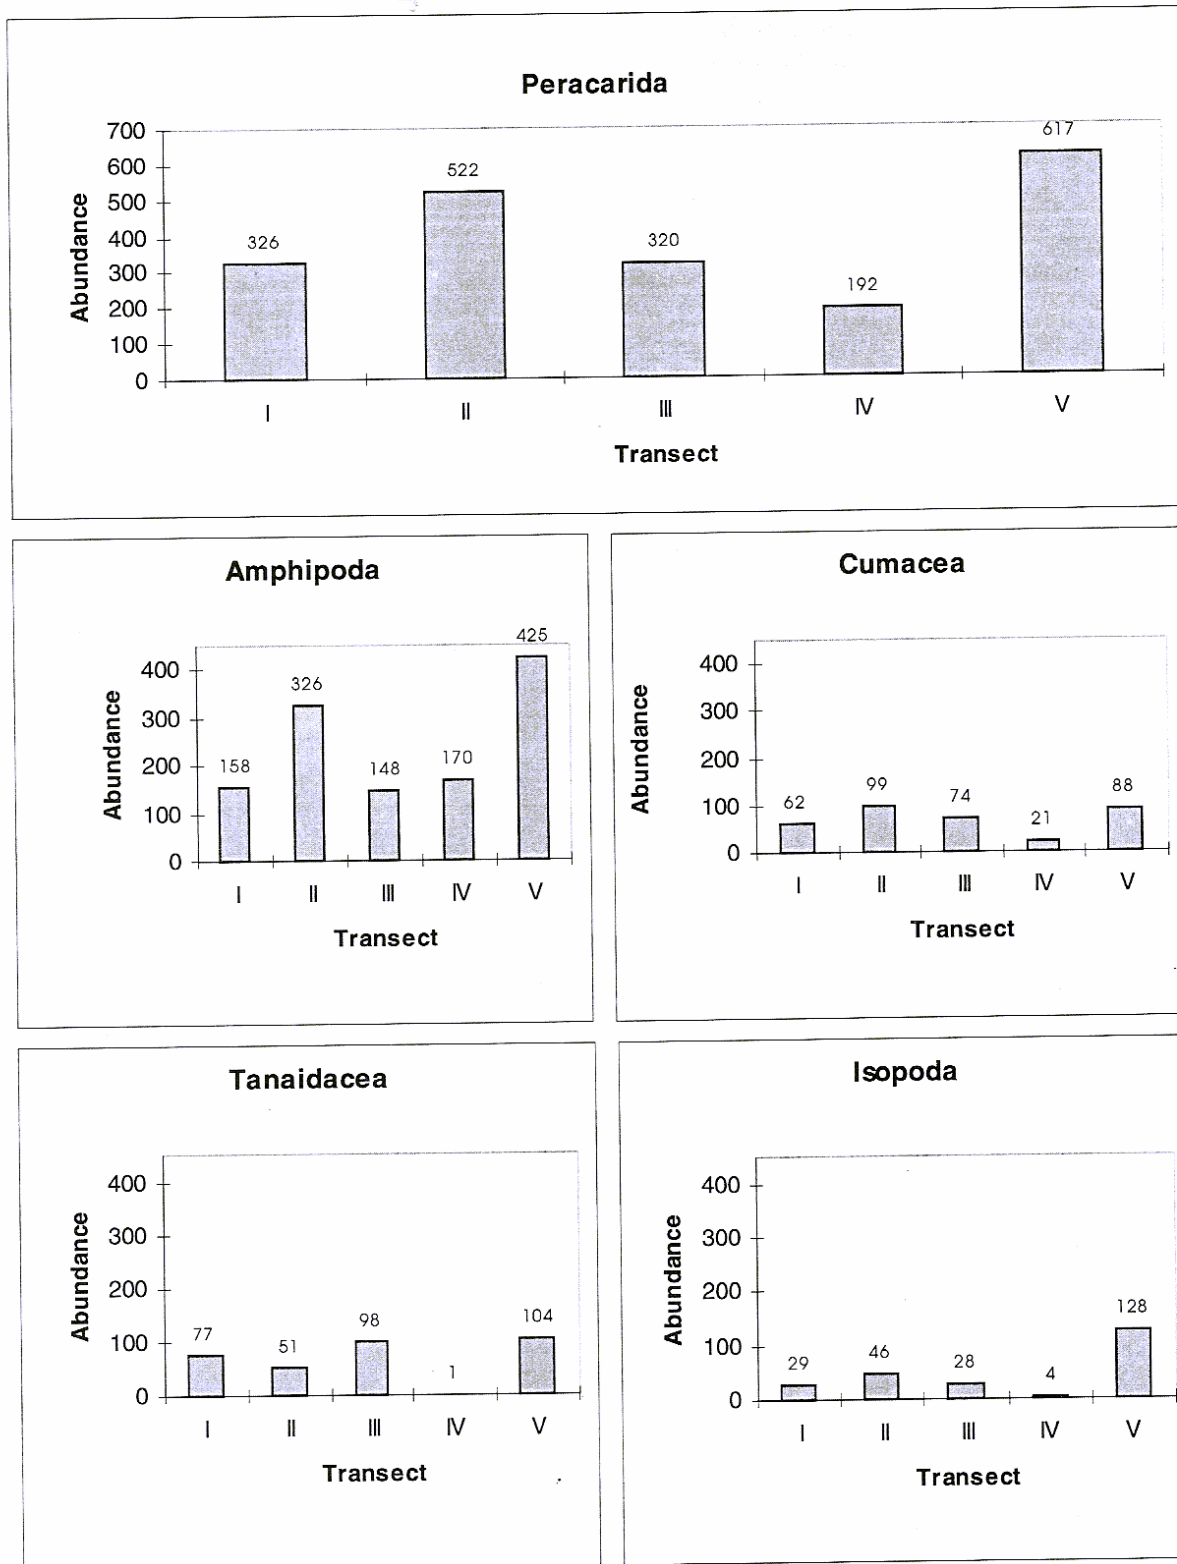 Peracarida
700
617
600
522
500
Abundance
400
326
320
300
192
200
100
0
I II III IV V
Transect
Amphipoda
425
400
326
Abundance
300
200
158 148 170
100
0
I II III IV V
Transect
Cumacea
400
300
Abundance
200
100
62 99 74 21 88
0
I II III IV V
Transect
Tanaidacea
400
300
Abundance
200
100
77 51 98 1 104
0
I II III IV V
Transect
Isopoda
400
300
Abundance
200
100
29 46 28 4 128
0
I II III IV V
Transect